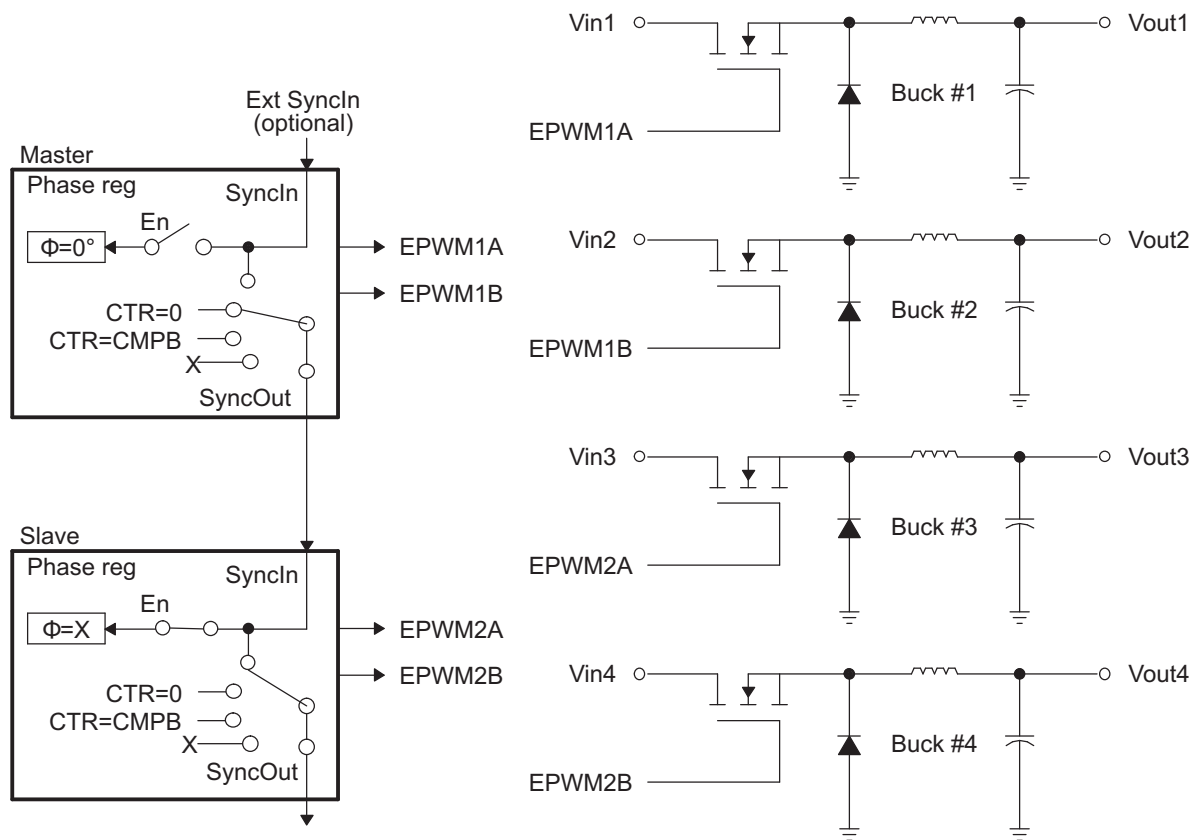 Ext SyncIn
(optional)
Master
Phase reg
SyncIn
En
Φ=0°
EPWM1A
EPWM1B
CTR=0
CTR=CMPB
X
SyncOut
Slave
Phase reg
SyncIn
En
Φ=X
EPWM2A
EPWM2B
CTR=0
CTR=CMPB
X
SyncOut
Vin1
Vout1
Buck #1
EPWM1A
Vin2
Vout2
Buck #2
EPWM1B
Vin3
Vout3
Buck #3
EPWM2A
Vin4
Vout4
Buck #4
EPWM2B